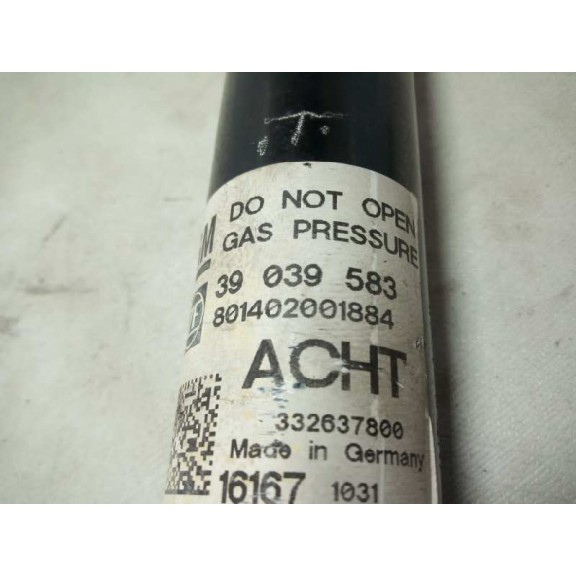 .T.
DO NOT OPEN
GAS PRESSURE
39 039 583
801402001884
ACHT
332637800
Made in Germany
16167 1031